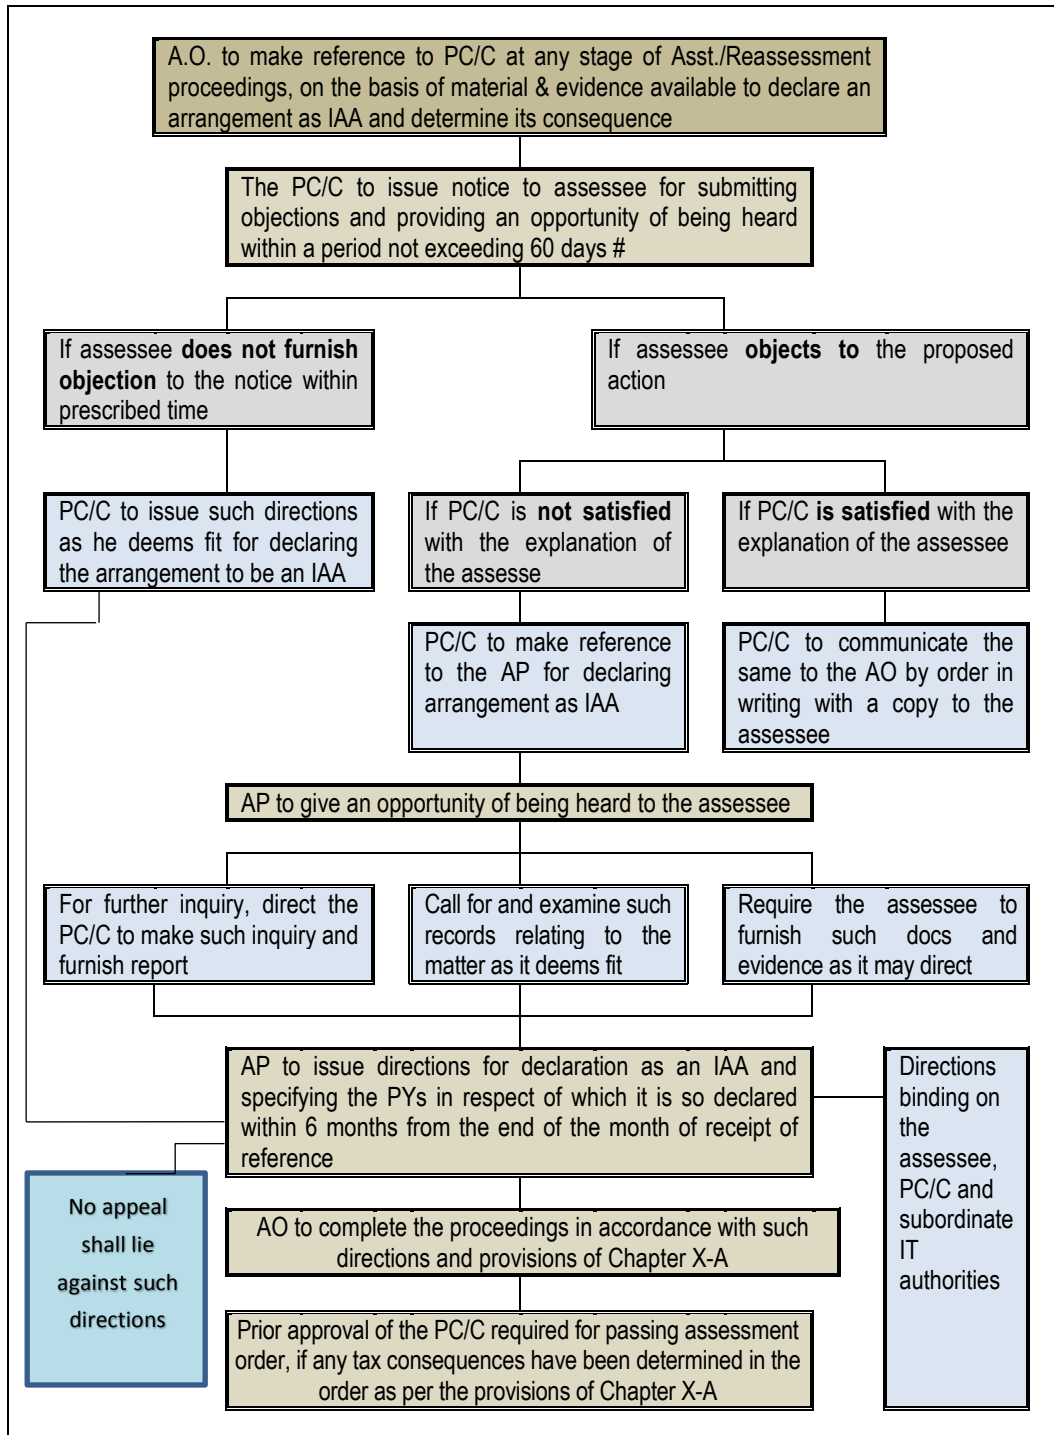 A.O. to make reference to PC/C at any stage of Asst./Reassessment
proceedings, on the basis of material & evidence available to declare an
arrangement as IAA and determine its consequence
The PC/C to issue notice to assessee for submitting
objections and providing an opportunity of being heard
within a period not exceeding 60 days #
If assessee does not furnish
objection to the notice within
prescribed time
If assessee objects to the proposed
action
PC/C to issue such directions
as he deems fit for declaring
the arrangement to be an IAA
If PC/C is not satisfied
with the explanation of
the assesse
If PC/C is satisfied with the
explanation of the assessee
PC/C to make reference
to the AP for declaring
arrangement as IAA
PC/C to communicate the
same to the AO by order in
writing with a copy to the
assessee
AP to give an opportunity of being heard to the assessee
For further inquiry, direct the
PC/C to make such inquiry and
furnish report
Call for and examine such
records relating to the
matter as it deems fit
Require the assessee to
furnish such docs and
evidence as it may direct
AP to issue directions for declaration as an IAA and
specifying the PYs in respect of which it is so declared
within 6 months from the end of the month of receipt of
reference
Directions
binding on
the
assessee,
PC/C and
subordinate
IT
authorities
No appeal
shall lie
against such
directions
AO to complete the proceedings in accordance with such
directions and provisions of Chapter X-A
Prior approval of the PC/C required for passing assessment
order, if any tax consequences have been determined in the
order as per the provisions of Chapter X-A